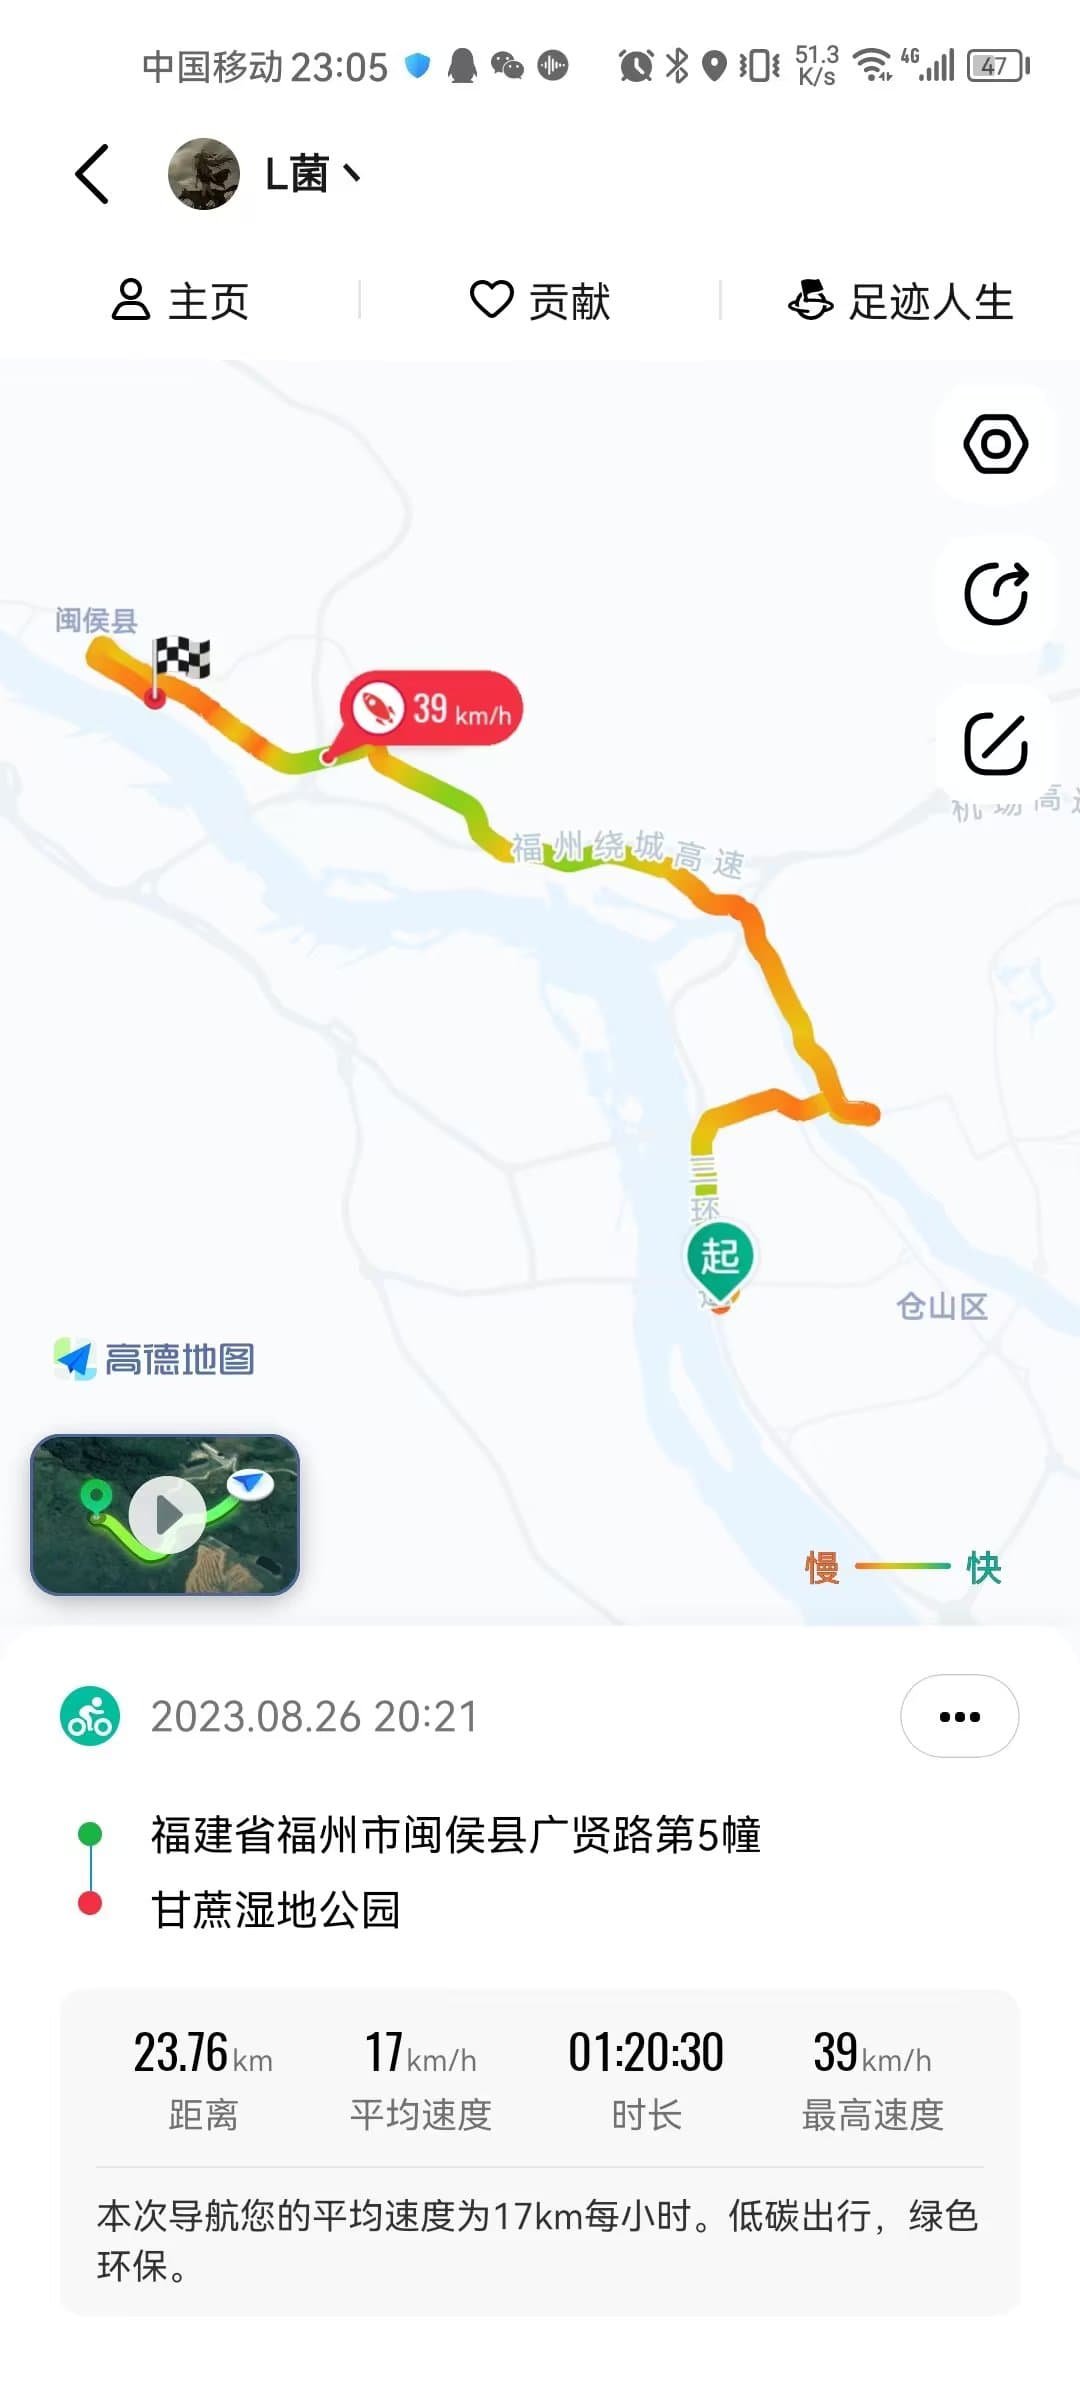 中国移动 23:05 51.3 K/s 4G 47
L菌丶
主页 贡献 足迹人生
闽侯县
39 km/h
机场高速
福州绕城高速
三环
起
仓山区
高德地图
慢 快
2023.08.26 20:21
福建省福州市闽侯县广贤路第5幢
甘蔗湿地公园
23.76km 17km/h 01:20:30 39km/h
距离 平均速度 时长 最高速度
本次导航您的平均速度为17km每小时。低碳出行，绿色
环保。